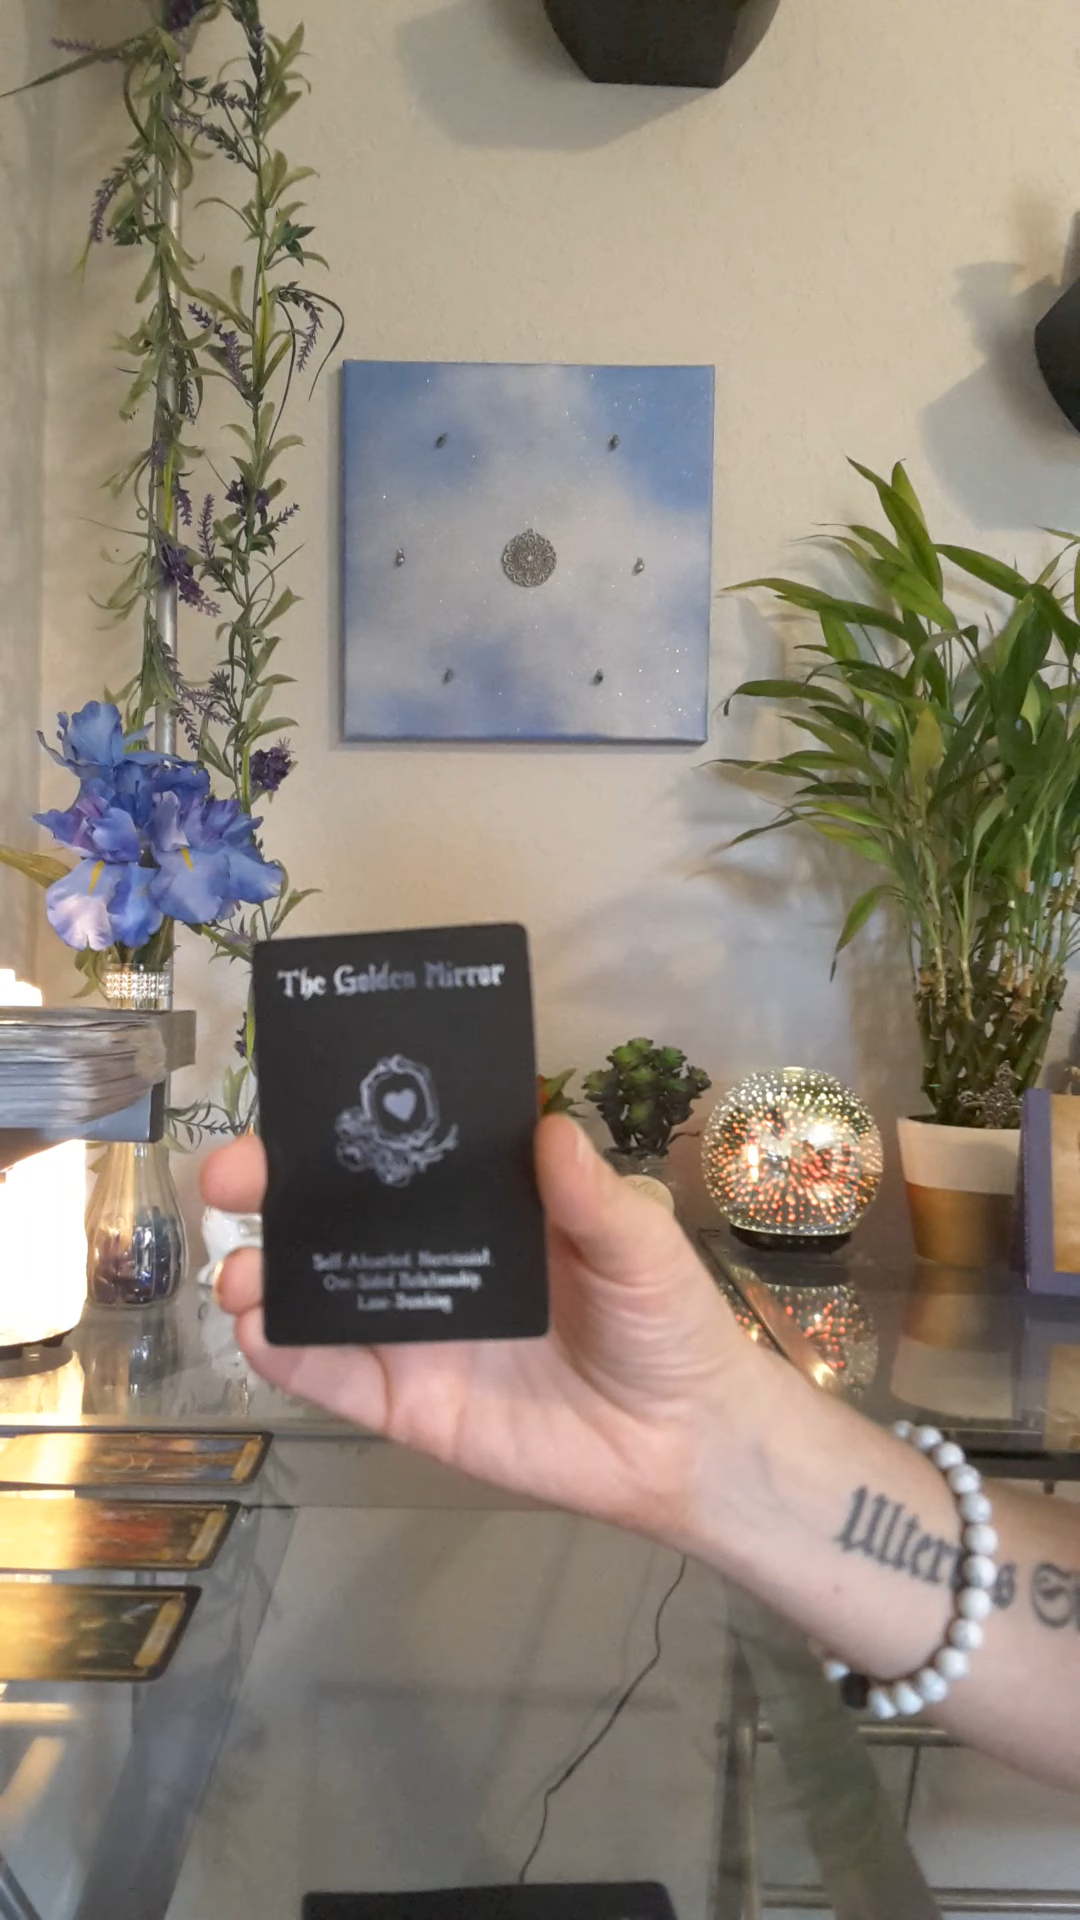 The Golden Mirror
Self Absorbed. Narcissist.
One-Sided Relationship.
Love-Bombing